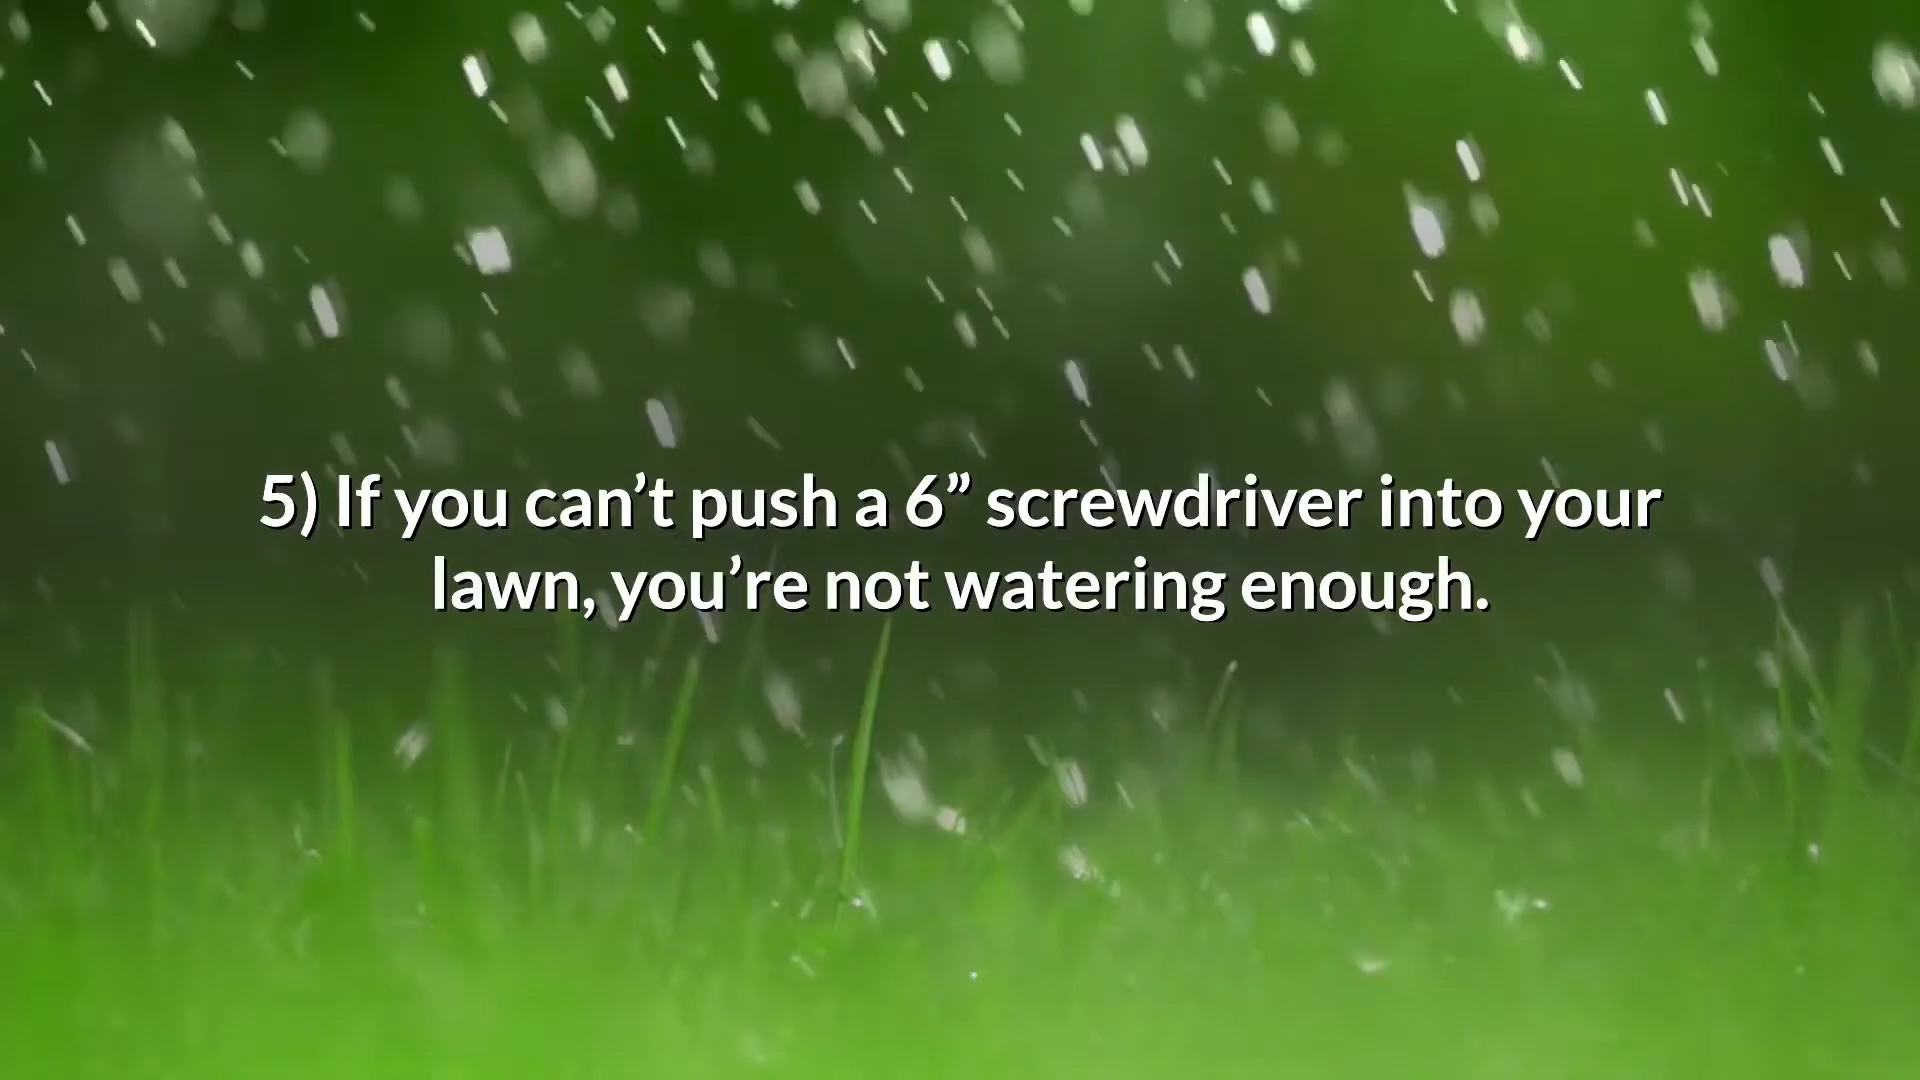 5) If you can’t push a 6” screwdriver into your
lawn, you’re not watering enough.